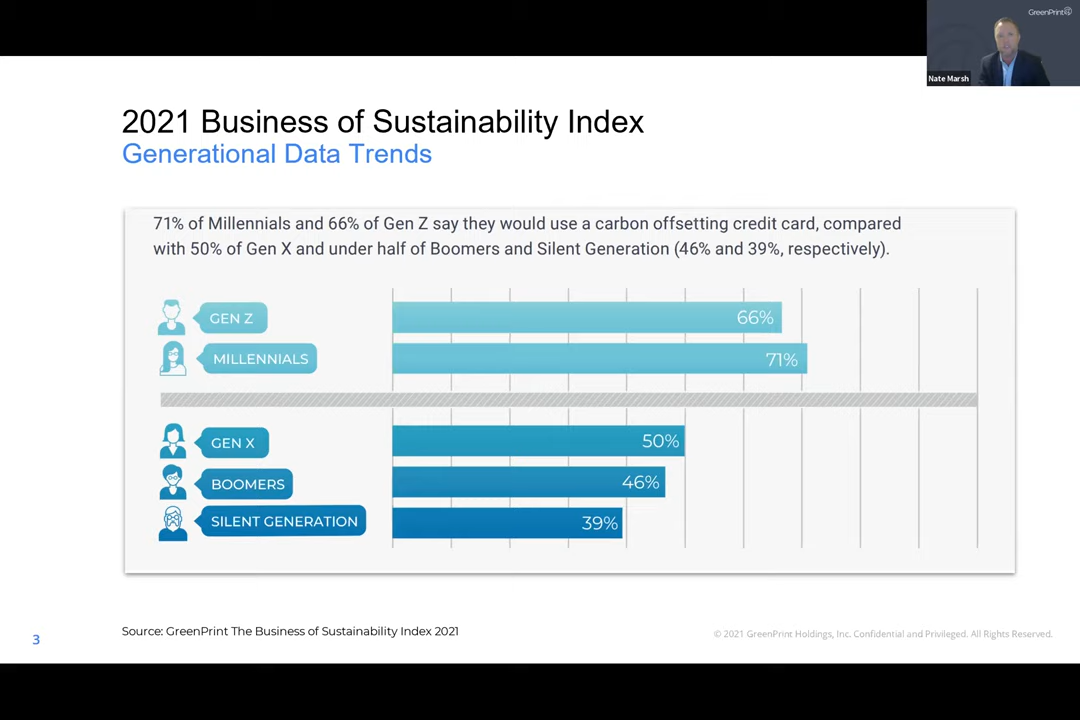 GreenPrint
Nate Marsh
2021 Business of Sustainability Index
Generational Data Trends
71% of Millennials and 66% of Gen Z say they would use a carbon offsetting credit card, compared
with 50% of Gen X and under half of Boomers and Silent Generation (46% and 39%, respectively).
GEN Z
66%
MILLENNIALS
71%
GEN X
50%
BOOMERS
46%
SILENT GENERATION
39%
Source: GreenPrint The Business of Sustainability Index 2021
3
© 2021 GreenPrint Holdings, Inc. Confidential and Privileged. All Rights Reserved.